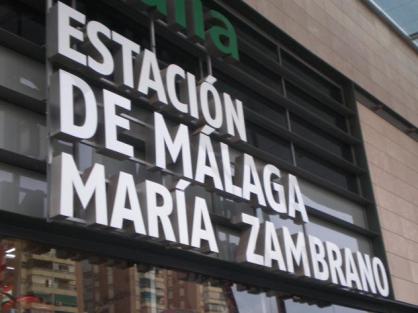 ESTACIÓN
DE MÁLAGA
MARÍA ZAMBRANO